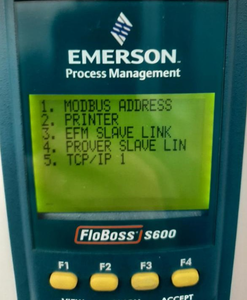 EMERSON
Process Management
1. MODBUS ADDRESS
2. PRINTER
3. EFM SLAVE LINK
4. PROVER SLAVE LIN
5. TCP/IP 1
FloBoss S600
F1 F2 F3 F4
ACCEPT